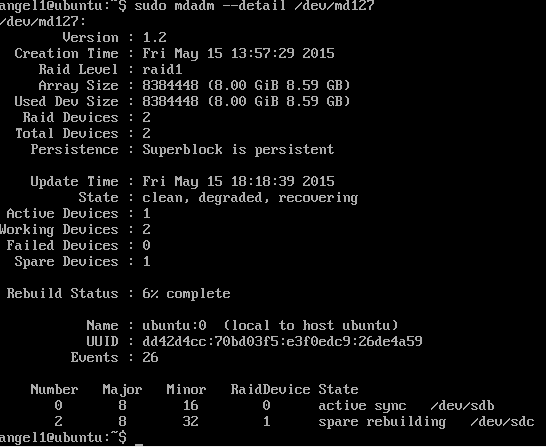 angel1@ubuntu:~$ sudo mdadm --detail /dev/md127
/dev/md127:
Version : 1.2
Creation Time : Fri May 15 13:57:29 2015
Raid Level : raid1
Array Size : 8384448 (8.00 GiB 8.59 GB)
Used Dev Size : 8384448 (8.00 GiB 8.59 GB)
Raid Devices : 2
Total Devices : 2
Persistence : Superblock is persistent
Update Time : Fri May 15 18:18:39 2015
State : clean, degraded, recovering
Active Devices : 1
Working Devices : 2
Failed Devices : 0
Spare Devices : 1
Rebuild Status : 6% complete
Name : ubuntu:0 (local to host ubuntu)
UUID : dd42d4cc:70bd03f5:e3f0edc9:26de4a59
Events : 26
Number Major Minor RaidDevice State
0 8 16 0 active sync /dev/sdb
2 8 32 1 spare rebuilding /dev/sdc
angel1@ubuntu:~$ _